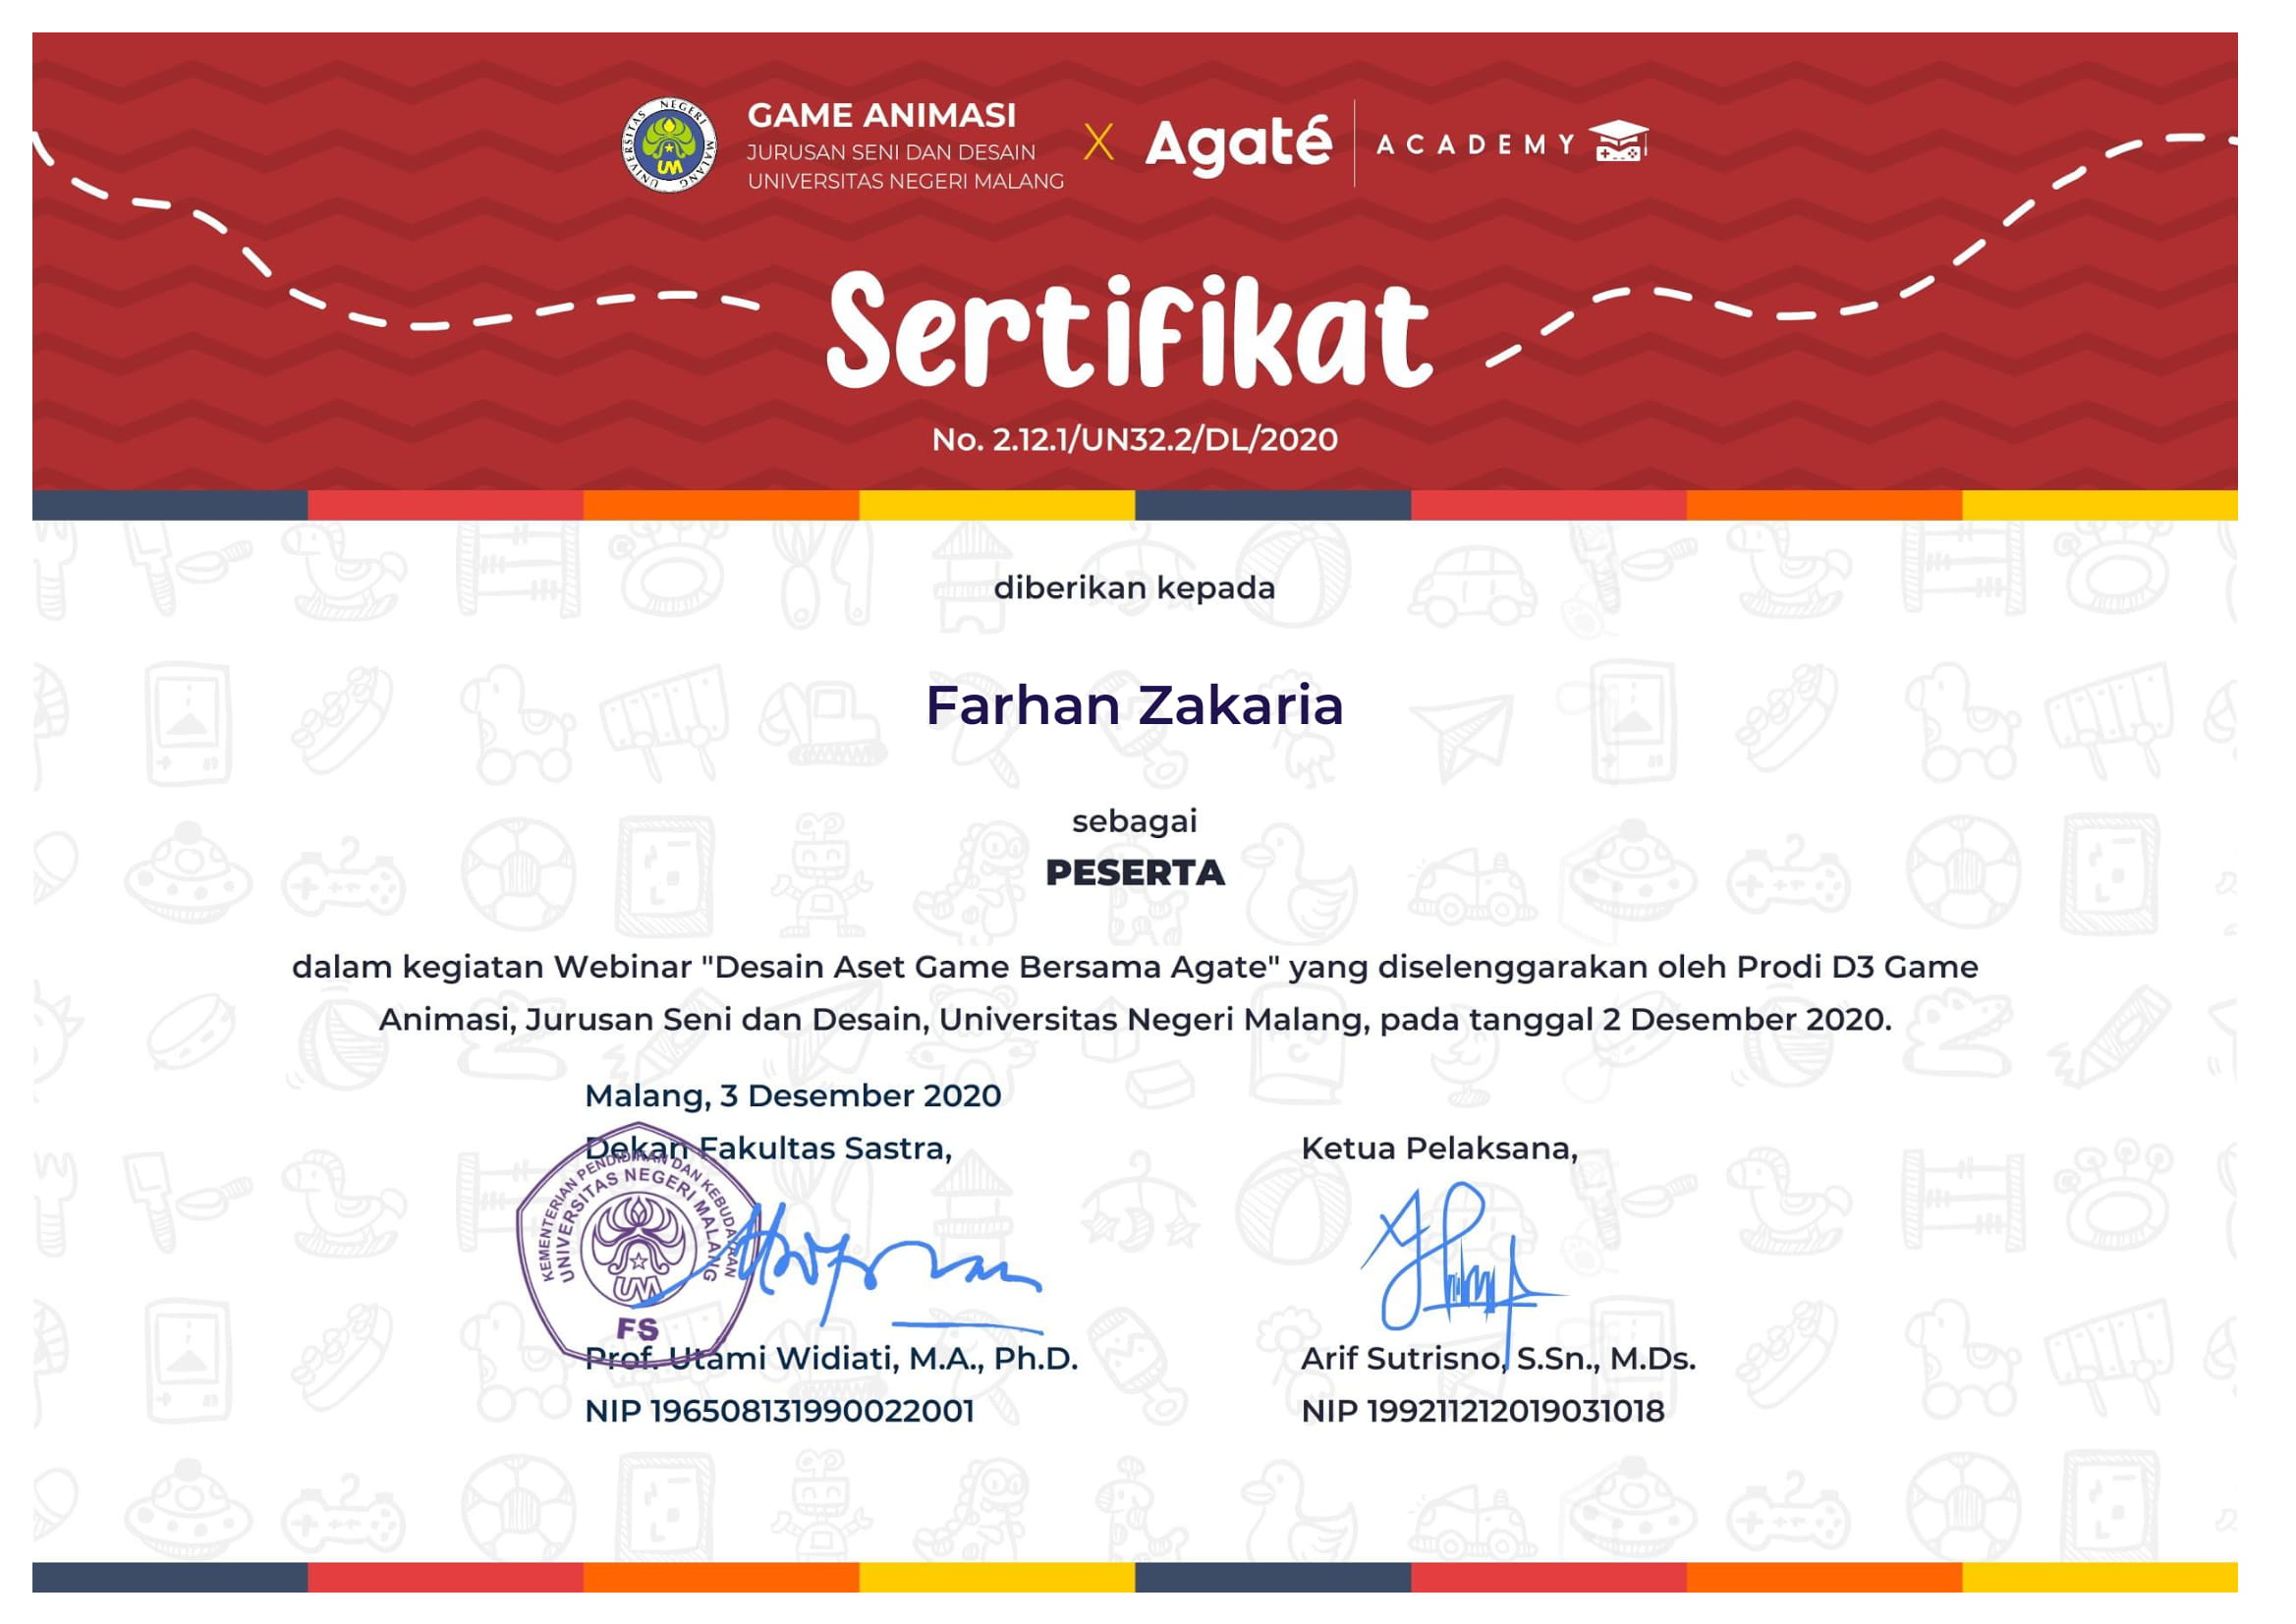 UNIVERSITAS NEGERI MALANG
UM
GAME ANIMASI
JURUSAN SENI DAN DESAIN
UNIVERSITAS NEGERI MALANG
X
Agaté
ACADEMY
Sertifikat
No. 2.12.1/UN32.2/DL/2020
diberikan kepada
Farhan Zakaria
sebagai
PESERTA
dalam kegiatan Webinar "Desain Aset Game Bersama Agate" yang diselenggarakan oleh Prodi D3 Game
Animasi, Jurusan Seni dan Desain, Universitas Negeri Malang, pada tanggal 2 Desember 2020.
Malang, 3 Desember 2020
Dekan Fakultas Sastra,
KEMENTERIAN PENDIDIKAN DAN KEBUDAYAAN
UNIVERSITAS NEGERI MALANG
UM
FS
Prof. Utami Widiati, M.A., Ph.D.
NIP 196508131990022001
Ketua Pelaksana,
Arif Sutrisno, S.Sn., M.Ds.
NIP 199211212019031018